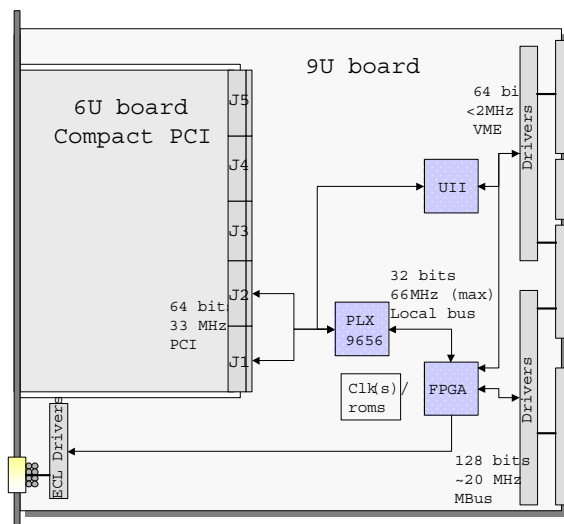 9U board
6U board
Compact PCI
J5
J4
J3
J2
J1
64 bits
33 MHz
PCI
64 bi
<2MHz
VME
Drivers
UII
32 bits
66MHz (max)
Local bus
PLX
9656
Clk(s)/
roms
FPGA
Drivers
128 bits
~20 MHz
MBus
ECL Drivers